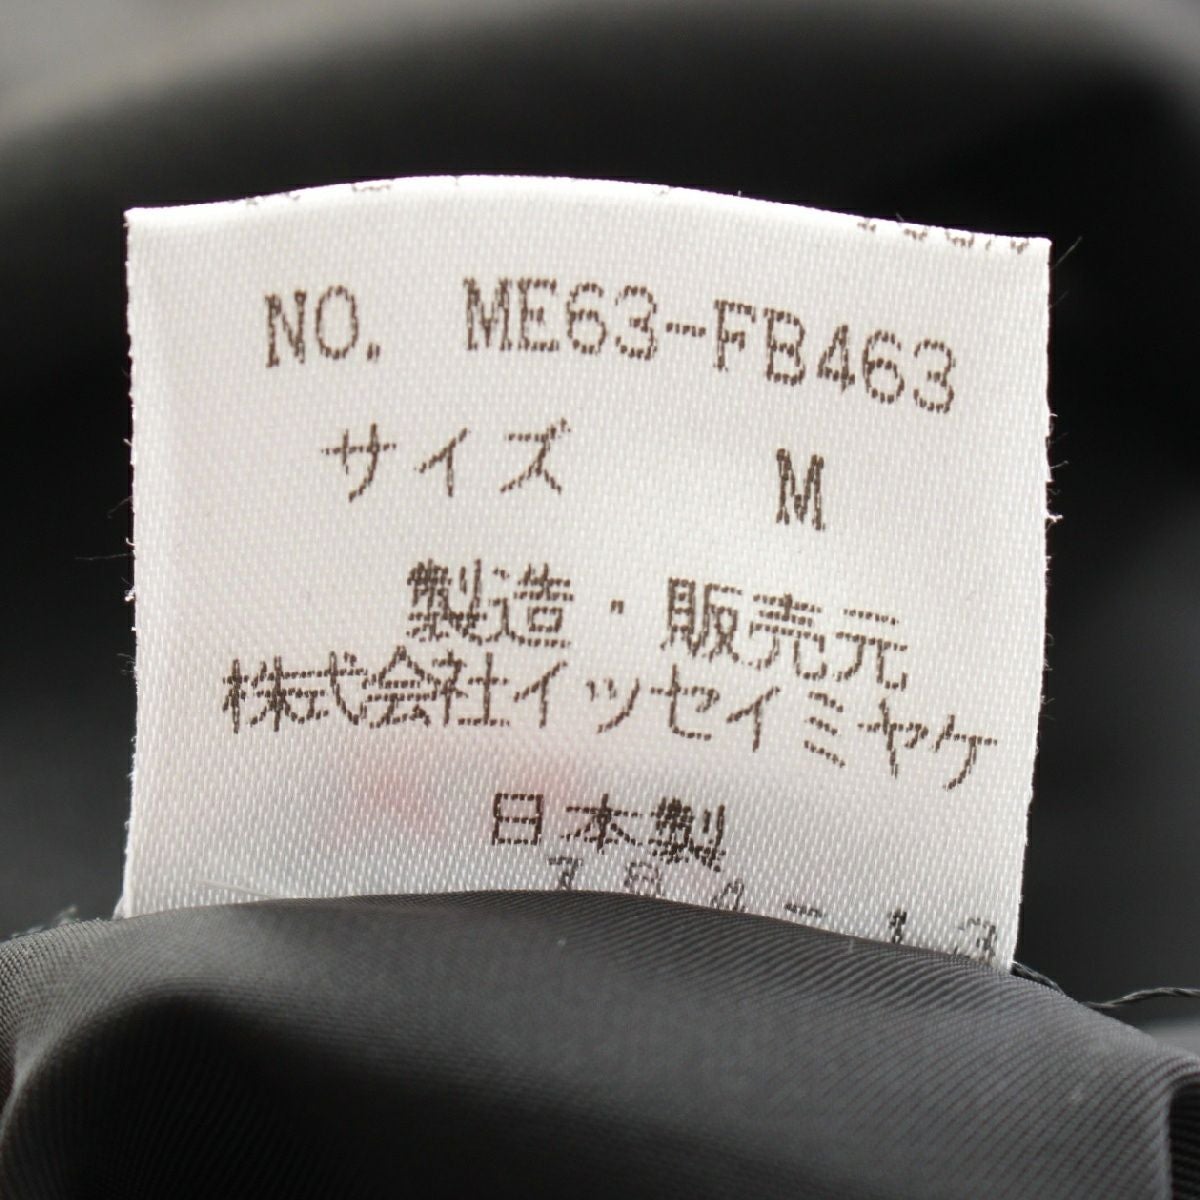 NO. ME63-FB463
サイズ M
製造・販売元
株式会社イッセイミヤケ
日本製